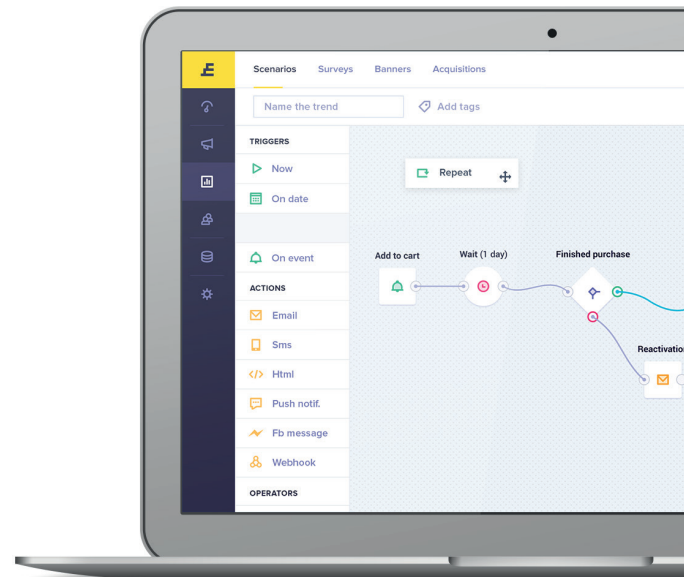 Scenarios Surveys Banners Acquisitions
Name the trend Add tags
TRIGGERS
Now
Repeat
On date
On event
Add to cart Wait (1 day) Finished purchase
ACTIONS
Email
Sms
Reactivation
Html
Push notif.
Fb message
Webhook
OPERATORS